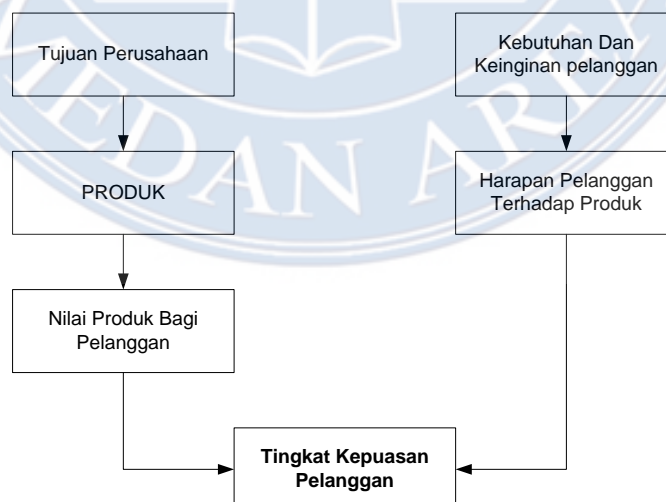 Tujuan Perusahaan
Kebutuhan Dan
Keinginan pelanggan
MEDAN AREA
PRODUK
Harapan Pelanggan
Terhadap Produk
Nilai Produk Bagi
Pelanggan
Tingkat Kepuasan
Pelanggan